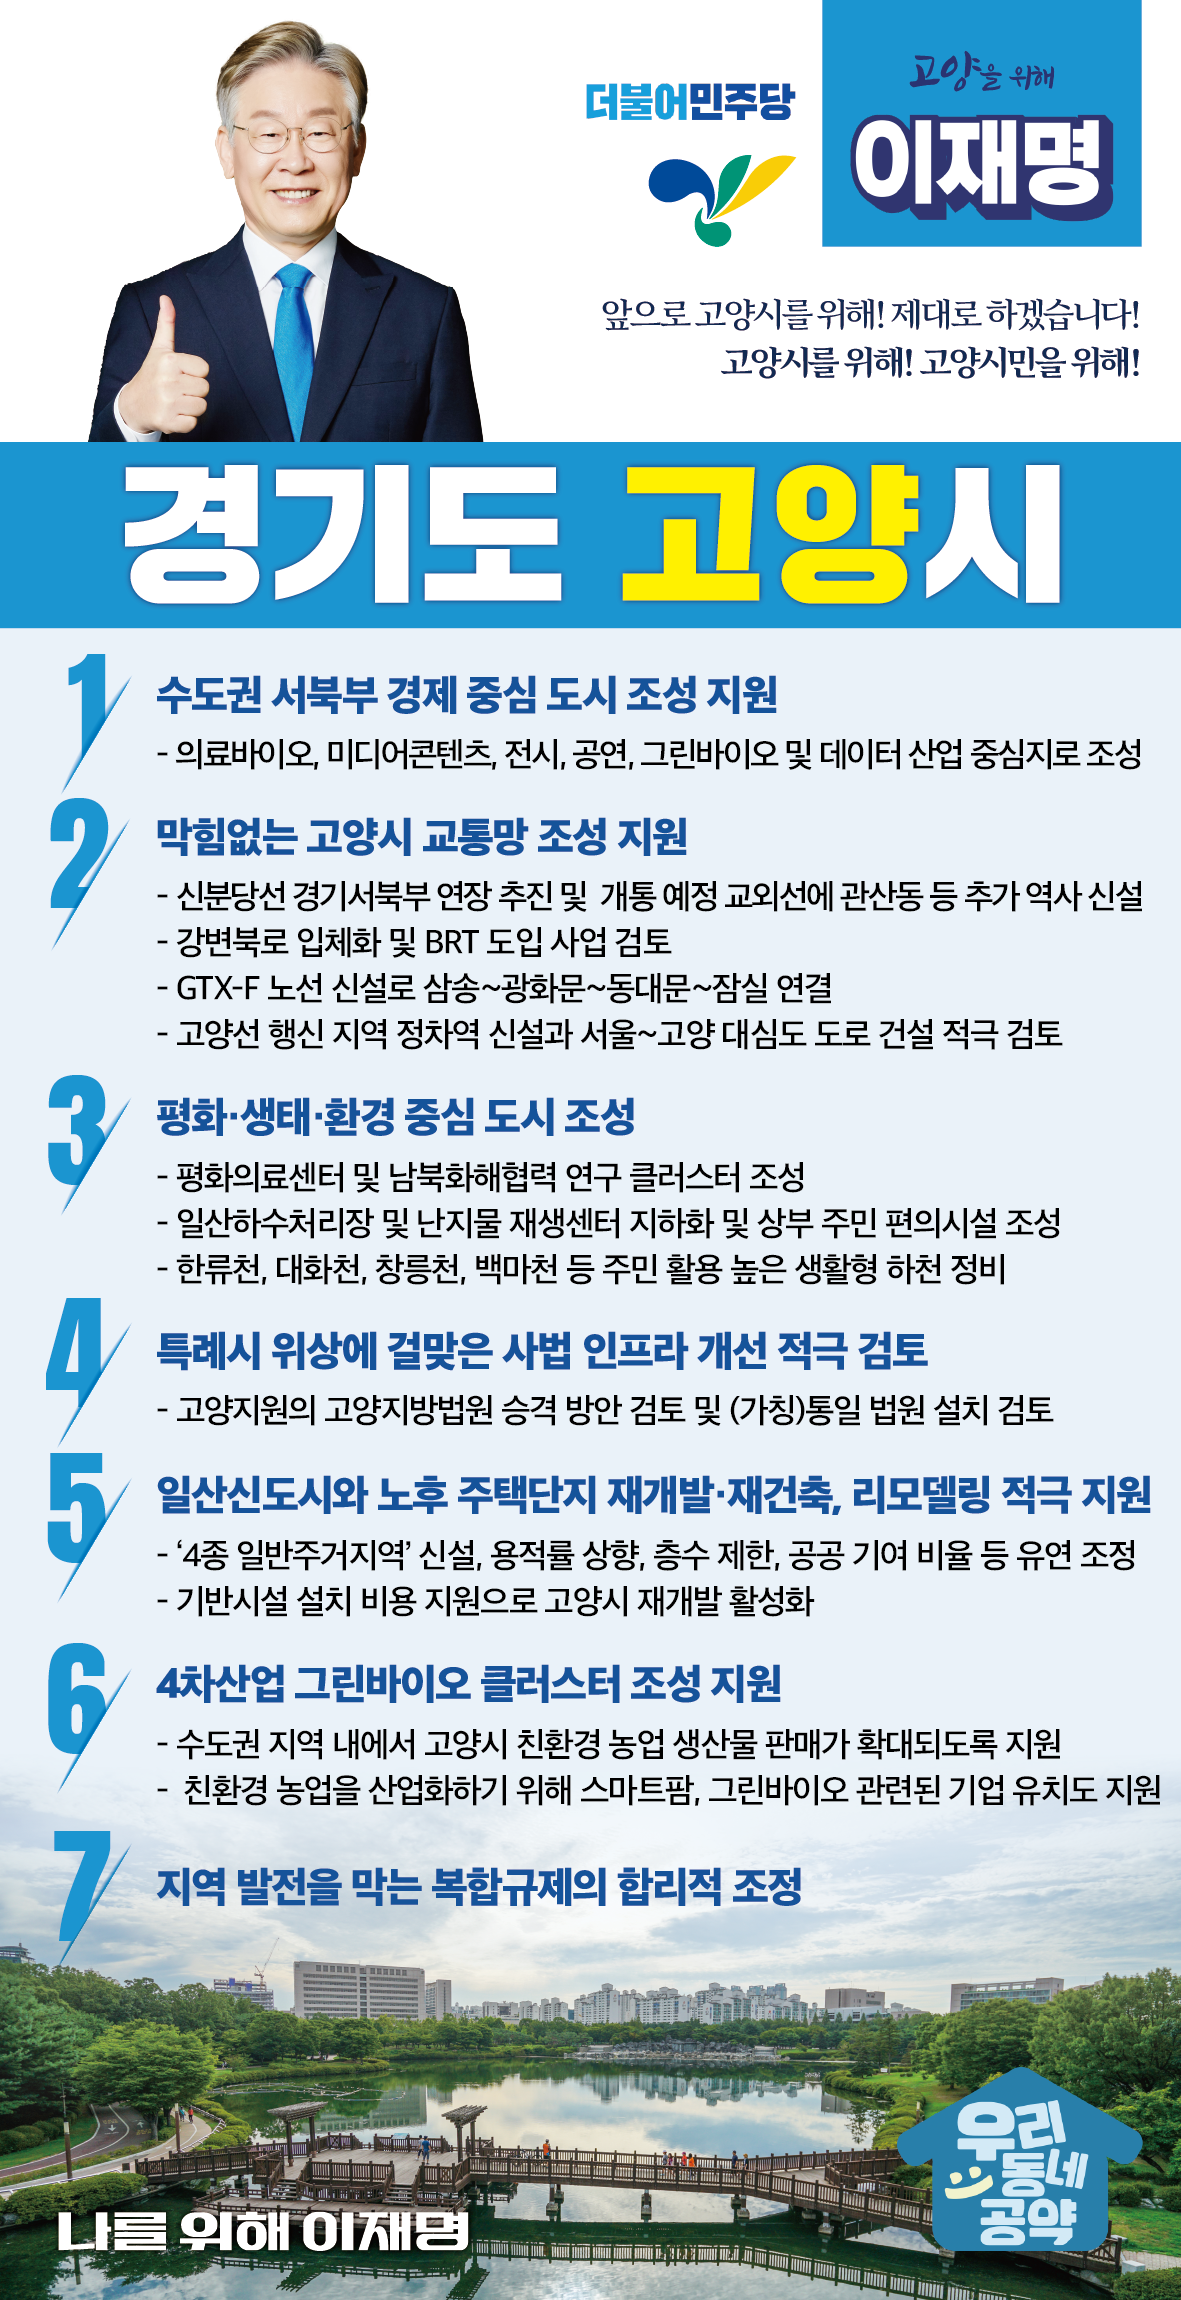 더불어민주당
고양을 위해
이재명
앞으로 고양시를 위해! 제대로 하겠습니다!
고양시를 위해! 고양시민을 위해!
경기도 고양시
1
수도권 서북부 경제 중심 도시 조성 지원
- 의료바이오, 미디어콘텐츠, 전시, 공연, 그린바이오 및 데이터 산업 중심지로 조성
2
막힘없는 고양시 교통망 조성 지원
- 신분당선 경기서북부 연장 추진 및 개통 예정 교외선에 관산동 등 추가 역사 신설
- 강변북로 입체화 및 BRT 도입 사업 검토
- GTX-F 노선 신설로 삼송~광화문~동대문~잠실 연결
- 고양선 행신 지역 정차역 신설과 서울~고양 대심도 도로 건설 적극 검토
3
평화·생태·환경 중심 도시 조성
- 평화의료센터 및 남북화해협력 연구 클러스터 조성
- 일산하수처리장 및 난지물 재생센터 지하화 및 상부 주민 편의시설 조성
- 한류천, 대화천, 창릉천, 백마천 등 주민 활용 높은 생활형 하천 정비
4
특례시 위상에 걸맞은 사법 인프라 개선 적극 검토
- 고양지원의 고양지방법원 승격 방안 검토 및 (가칭)통일 법원 설치 검토
5
일산신도시와 노후 주택단지 재개발·재건축, 리모델링 적극 지원
- ‘4종 일반주거지역’ 신설, 용적률 상향, 층수 제한, 공공 기여 비율 등 유연 조정
- 기반시설 설치 비용 지원으로 고양시 재개발 활성화
6
4차산업 그린바이오 클러스터 조성 지원
- 수도권 지역 내에서 고양시 친환경 농업 생산물 판매가 확대되도록 지원
- 친환경 농업을 산업화하기 위해 스마트팜, 그린바이오 관련된 기업 유치도 지원
7
지역 발전을 막는 복합규제의 합리적 조정
우리
동네
공약
나를 위해 이재명